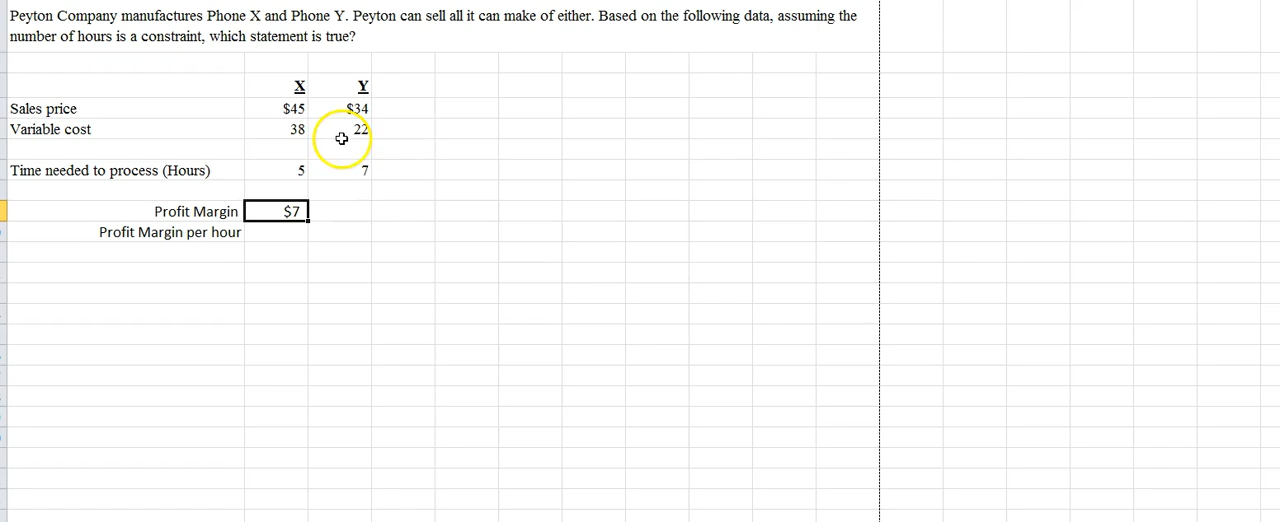 Peyton Company manufactures Phone X and Phone Y. Peyton can sell all it can make of either. Based on the following data, assuming the
number of hours is a constraint, which statement is true?
X Y
Sales price $45 $34
Variable cost 38 22
Time needed to process (Hours) 5 7
Profit Margin $7
Profit Margin per hour